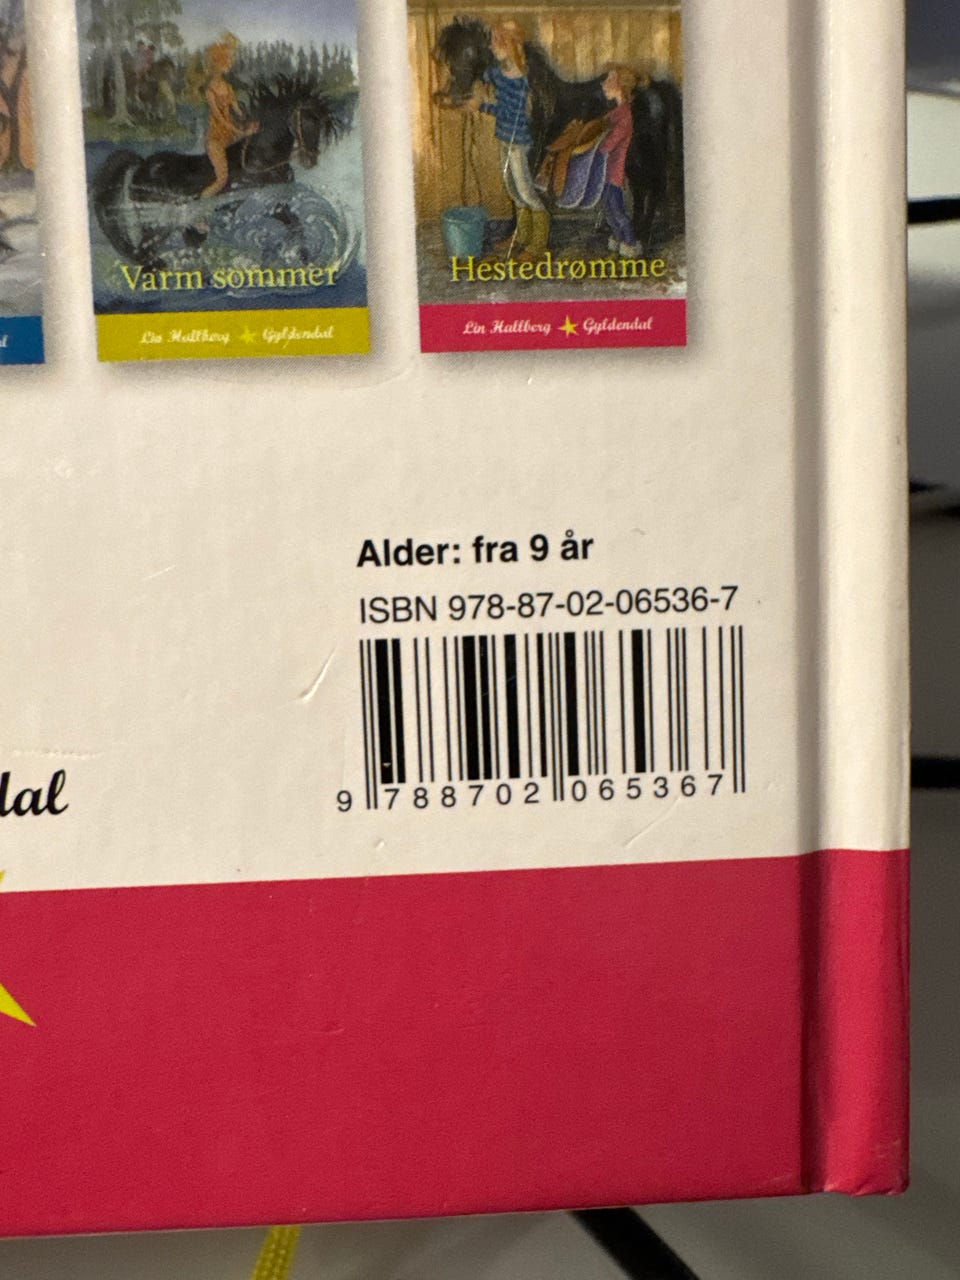 Varm sommer
Lin Hallberg Gyldendal
Hestedrømme
Lin Hallberg Gyldendal
Alder: fra 9 år
ISBN 978-87-02-06536-7
9 788702 065367